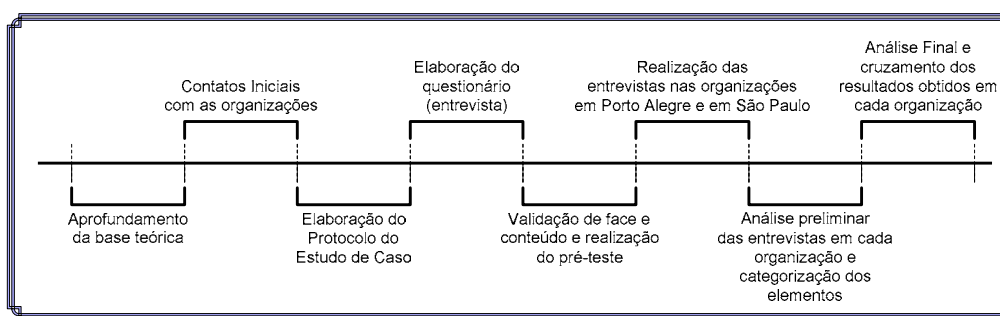 Aprofundamento
da base teórica
Contatos Iniciais
com as organizações
Elaboração do
Protocolo do
Estudo de Caso
Elaboração do
questionário
(entrevista)
Validação de face e
conteúdo e realização
do pré-teste
Realização das
entrevistas nas organizações
em Porto Alegre e em São Paulo
Análise preliminar
das entrevistas em cada
organização e
categorização dos
elementos
Análise Final e
cruzamento dos
resultados obtidos em
cada organização